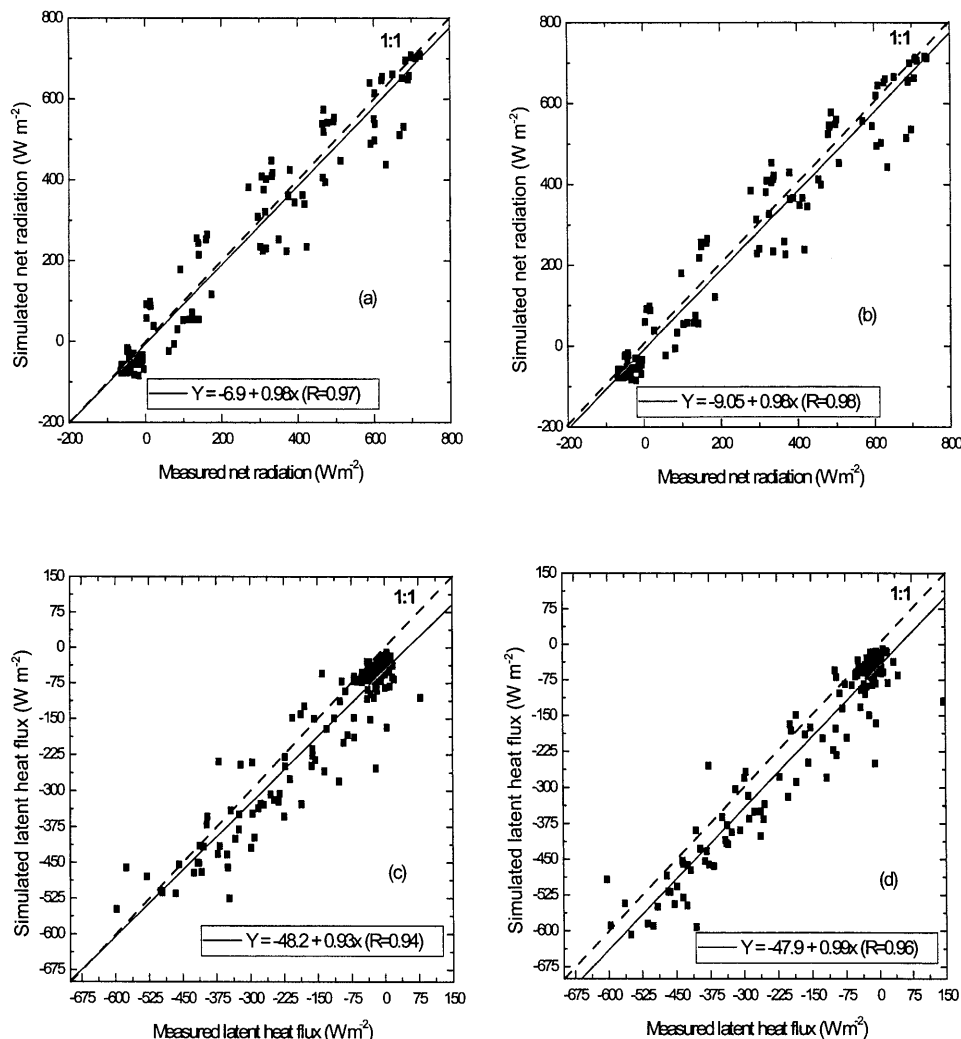 800
600
400
200
0
-200
Simulated net radiation (W m-2)
1:1
(a)
Y = -6.9 + 0.98x (R=0.97)
-200 0 200 400 600 800
Measured net radiation (Wm-2)
800
600
400
200
0
-200
Simulated net radiation (W m-2)
1:1
(b)
Y = -9.05 + 0.98x (R=0.98)
-200 0 200 400 600 800
Measured net radiation (Wm-2)
150
75
0
-75
-150
-225
-300
-375
-450
-525
-600
-675
Simulated latent heat flux (W m-2)
1:1
(c)
Y = -48.2 + 0.93x (R=0.94)
-675 -600 -525 -450 -375 -300 -225 -150 -75 0 75 150
Measured latent heat flux (Wm-2)
150
75
0
-75
-150
-225
-300
-375
-450
-525
-600
-675
Simulated latent heat flux (W m-2)
1:1
(d)
Y = -47.9 + 0.99x (R=0.96)
-675 -600 -525 -450 -375 -300 -225 -150 -75 0 75 150
Measured latent heat flux (Wm-2)